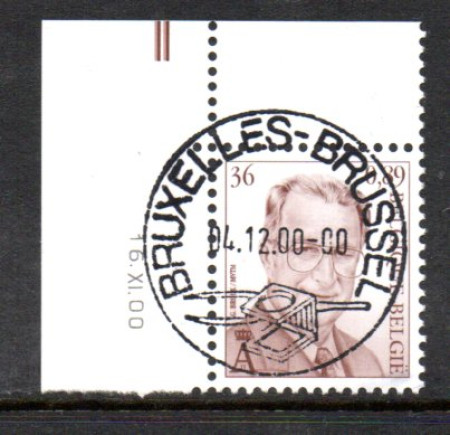 BRUXELLES-BRUSSEL
36 0,89
04.12.00-00
16.XI.00
BELGIE
A